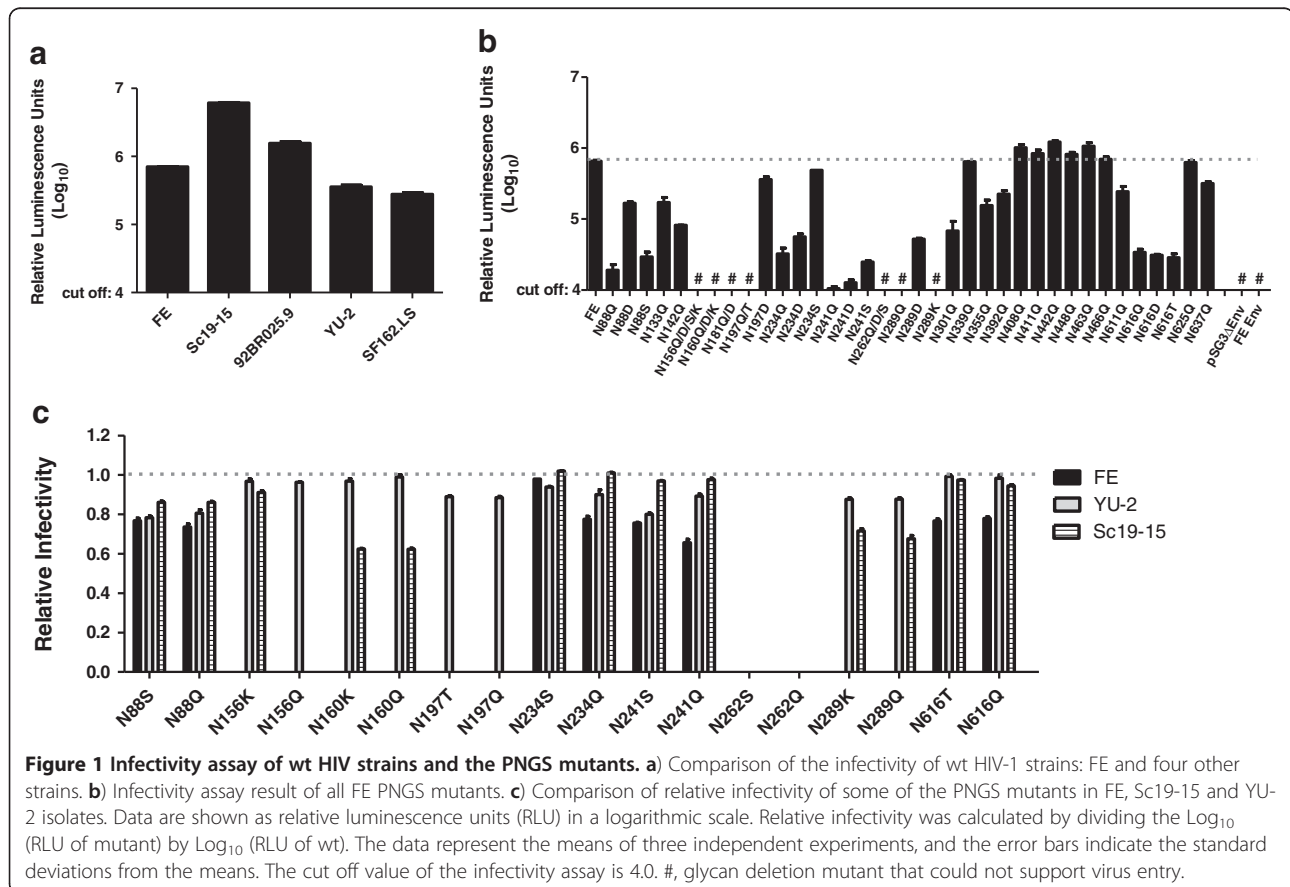 a
Relative Luminescence Units
(Log10)
7
6
5
cut off: 4
FE
Sc19-15
92BR025.9
YU-2
SF162.LS
b
Relative Luminescence Units
(Log10)
7
6
5
cut off: 4
# # # # # # # # #
FE
N88Q
N88D
N88S
N133Q
N142Q
N156Q/D/S/K
N160Q/D/K
N181Q/D
N197Q/T
N197D
N234Q
N234D
N234S
N241Q
N241D
N241S
N262Q/D/S
N289Q
N289D
N289K
N301Q
N339Q
N355Q
N392Q
N408Q
N411Q
N442Q
N448Q
N463Q
N466Q
N611Q
N616Q
N616D
N616T
N625Q
N637Q
pSG3ΔEnv
FE Env
c
Relative Infectivity
1.2
1.0
0.8
0.6
0.4
0.2
0.0
N88S
N88Q
N156K
N156Q
N160K
N160Q
N197T
N197Q
N234S
N234Q
N241S
N241Q
N262S
N262Q
N289K
N289Q
N616T
N616Q
FE
YU-2
Sc19-15
Figure 1 Infectivity assay of wt HIV strains and the PNGS mutants. a) Comparison of the infectivity of wt HIV-1 strains: FE and four other
strains. b) Infectivity assay result of all FE PNGS mutants. c) Comparison of relative infectivity of some of the PNGS mutants in FE, Sc19-15 and YU-
2 isolates. Data are shown as relative luminescence units (RLU) in a logarithmic scale. Relative infectivity was calculated by dividing the Log10
(RLU of mutant) by Log10 (RLU of wt). The data represent the means of three independent experiments, and the error bars indicate the standard
deviations from the means. The cut off value of the infectivity assay is 4.0. #, glycan deletion mutant that could not support virus entry.